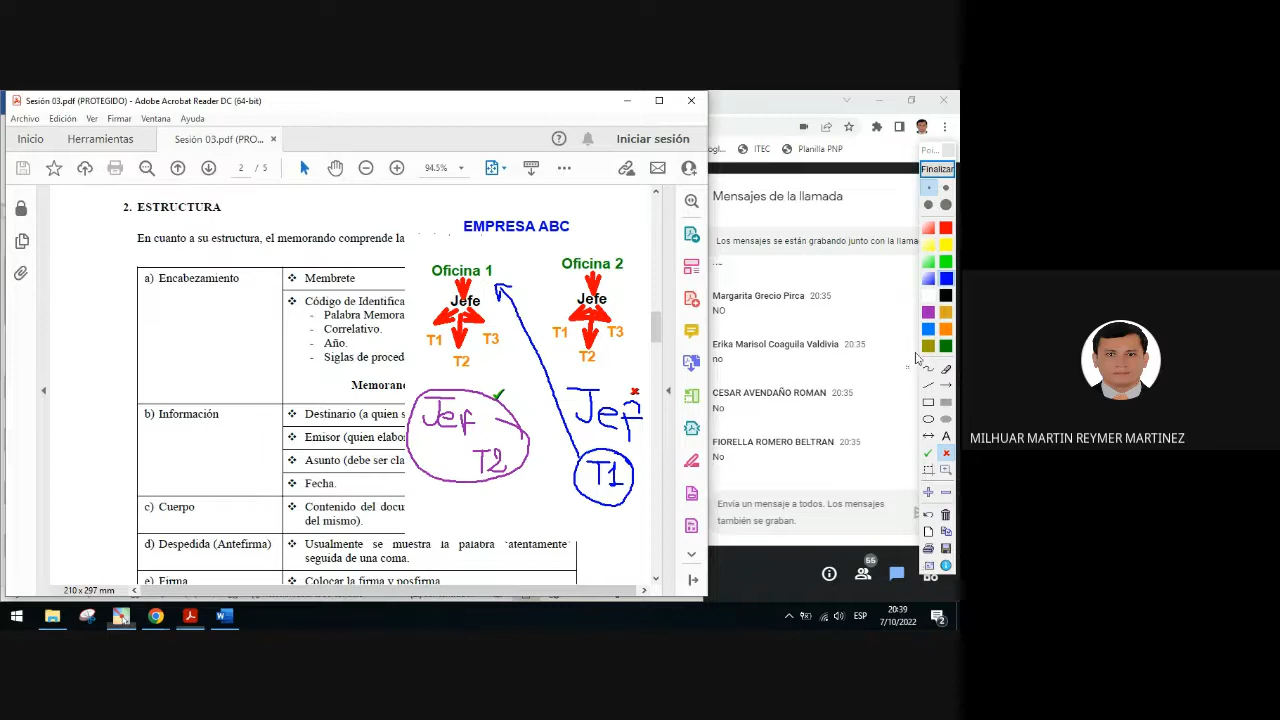 Sesión 03.pdf (PROTEGIDO) - Adobe Acrobat Reader DC (64-bit)
Archivo Edición Ver Firmar Ventana Ayuda
Inicio Herramientas Sesión 03.pdf (PRO... × Iniciar sesión
2 / 5 94.5%
2. ESTRUCTURA
EMPRESA ABC
En cuanto a su estructura, el memorando comprende la
Oficina 1 Oficina 2
Jefe Jefe
T1 T3 T1 T3
T2 T2
a) Encabezamiento
Membrete
Código de Identifica
- Palabra Memora
- Correlativo.
- Año.
- Siglas de proced
Memoran
b) Información
Destinario (a quien s
Emisor (quien elabo
Asunto (debe ser cla
Fecha.
c) Cuerpo
Contenido del docu
del mismo).
d) Despedida (Antefirma)
Usualmente se muestra la palabra atentamente
seguida de una coma.
e) Firma
Colocar la firma y posfirma
Jef
T2
Jef
T1
210 x 297 mm
ITEC Planilla PNP
Mensajes de la llamada
Los mensajes se están grabando junto con la llama
Margarita Grecio Pirca 20:35
NO
Erika Marisol Coaguila Valdivia 20:35
no
CESAR AVENDAÑO ROMAN 20:35
No
FIORELLA ROMERO BELTRAN 20:35
No
Envía un mensaje a todos. Los mensajes
también se graban.
55
Finalizar
A
MILHUAR MARTIN REYMER MARTINEZ
ESP
20:39
7/10/2022
2